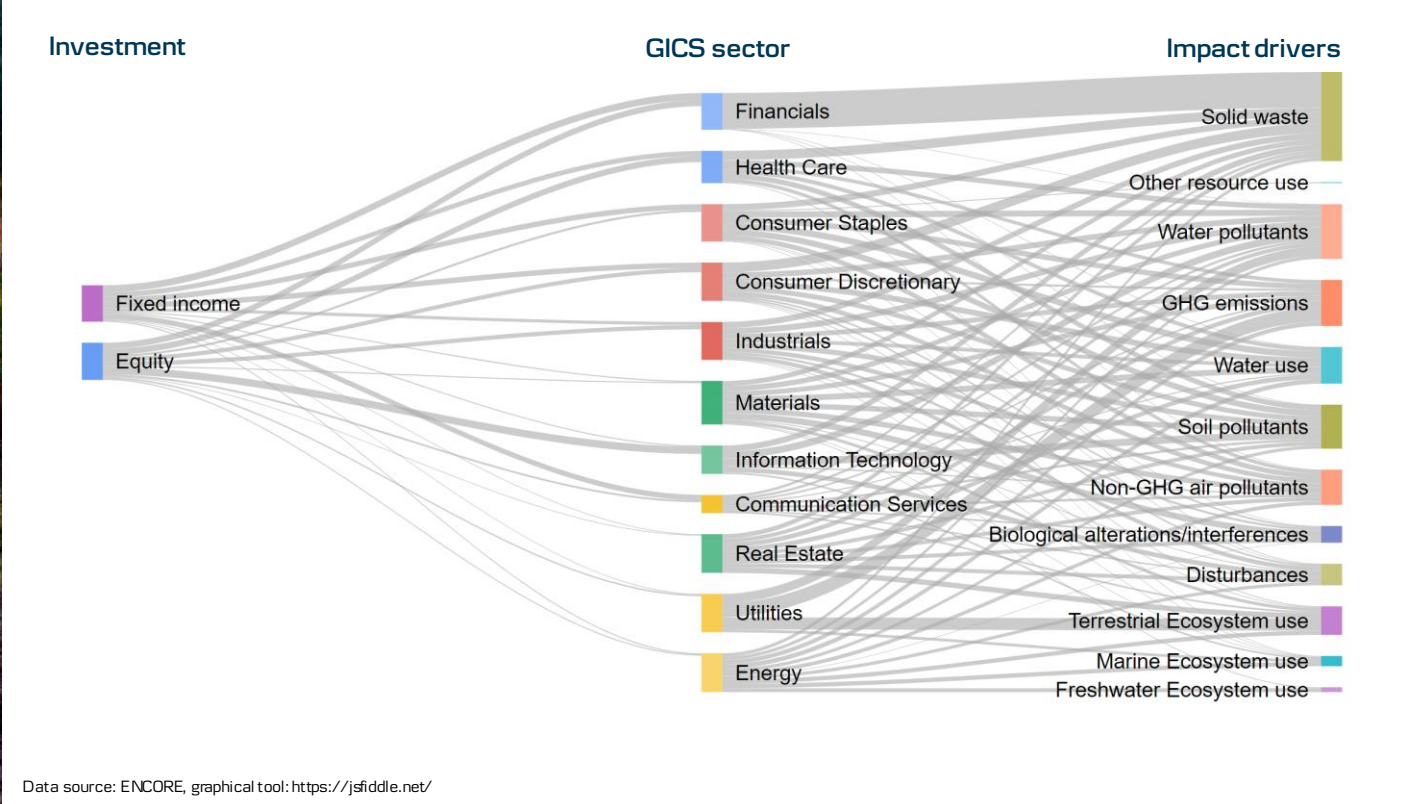 Investment
GICS sector
Impact drivers
Fixed income
Equity
Financials
Health Care
Consumer Staples
Consumer Discretionary
Industrials
Materials
Information Technology
Communication Services
Real Estate
Utilities
Energy
Solid waste
Other resource use
Water pollutants
GHG emissions
Water use
Soil pollutants
Non-GHG air pollutants
Biological alterations/interferences
Disturbances
Terrestrial Ecosystem use
Marine Ecosystem use
Freshwater Ecosystem use
Data source: ENCORE, graphical tool: https://jsfiddle.net/